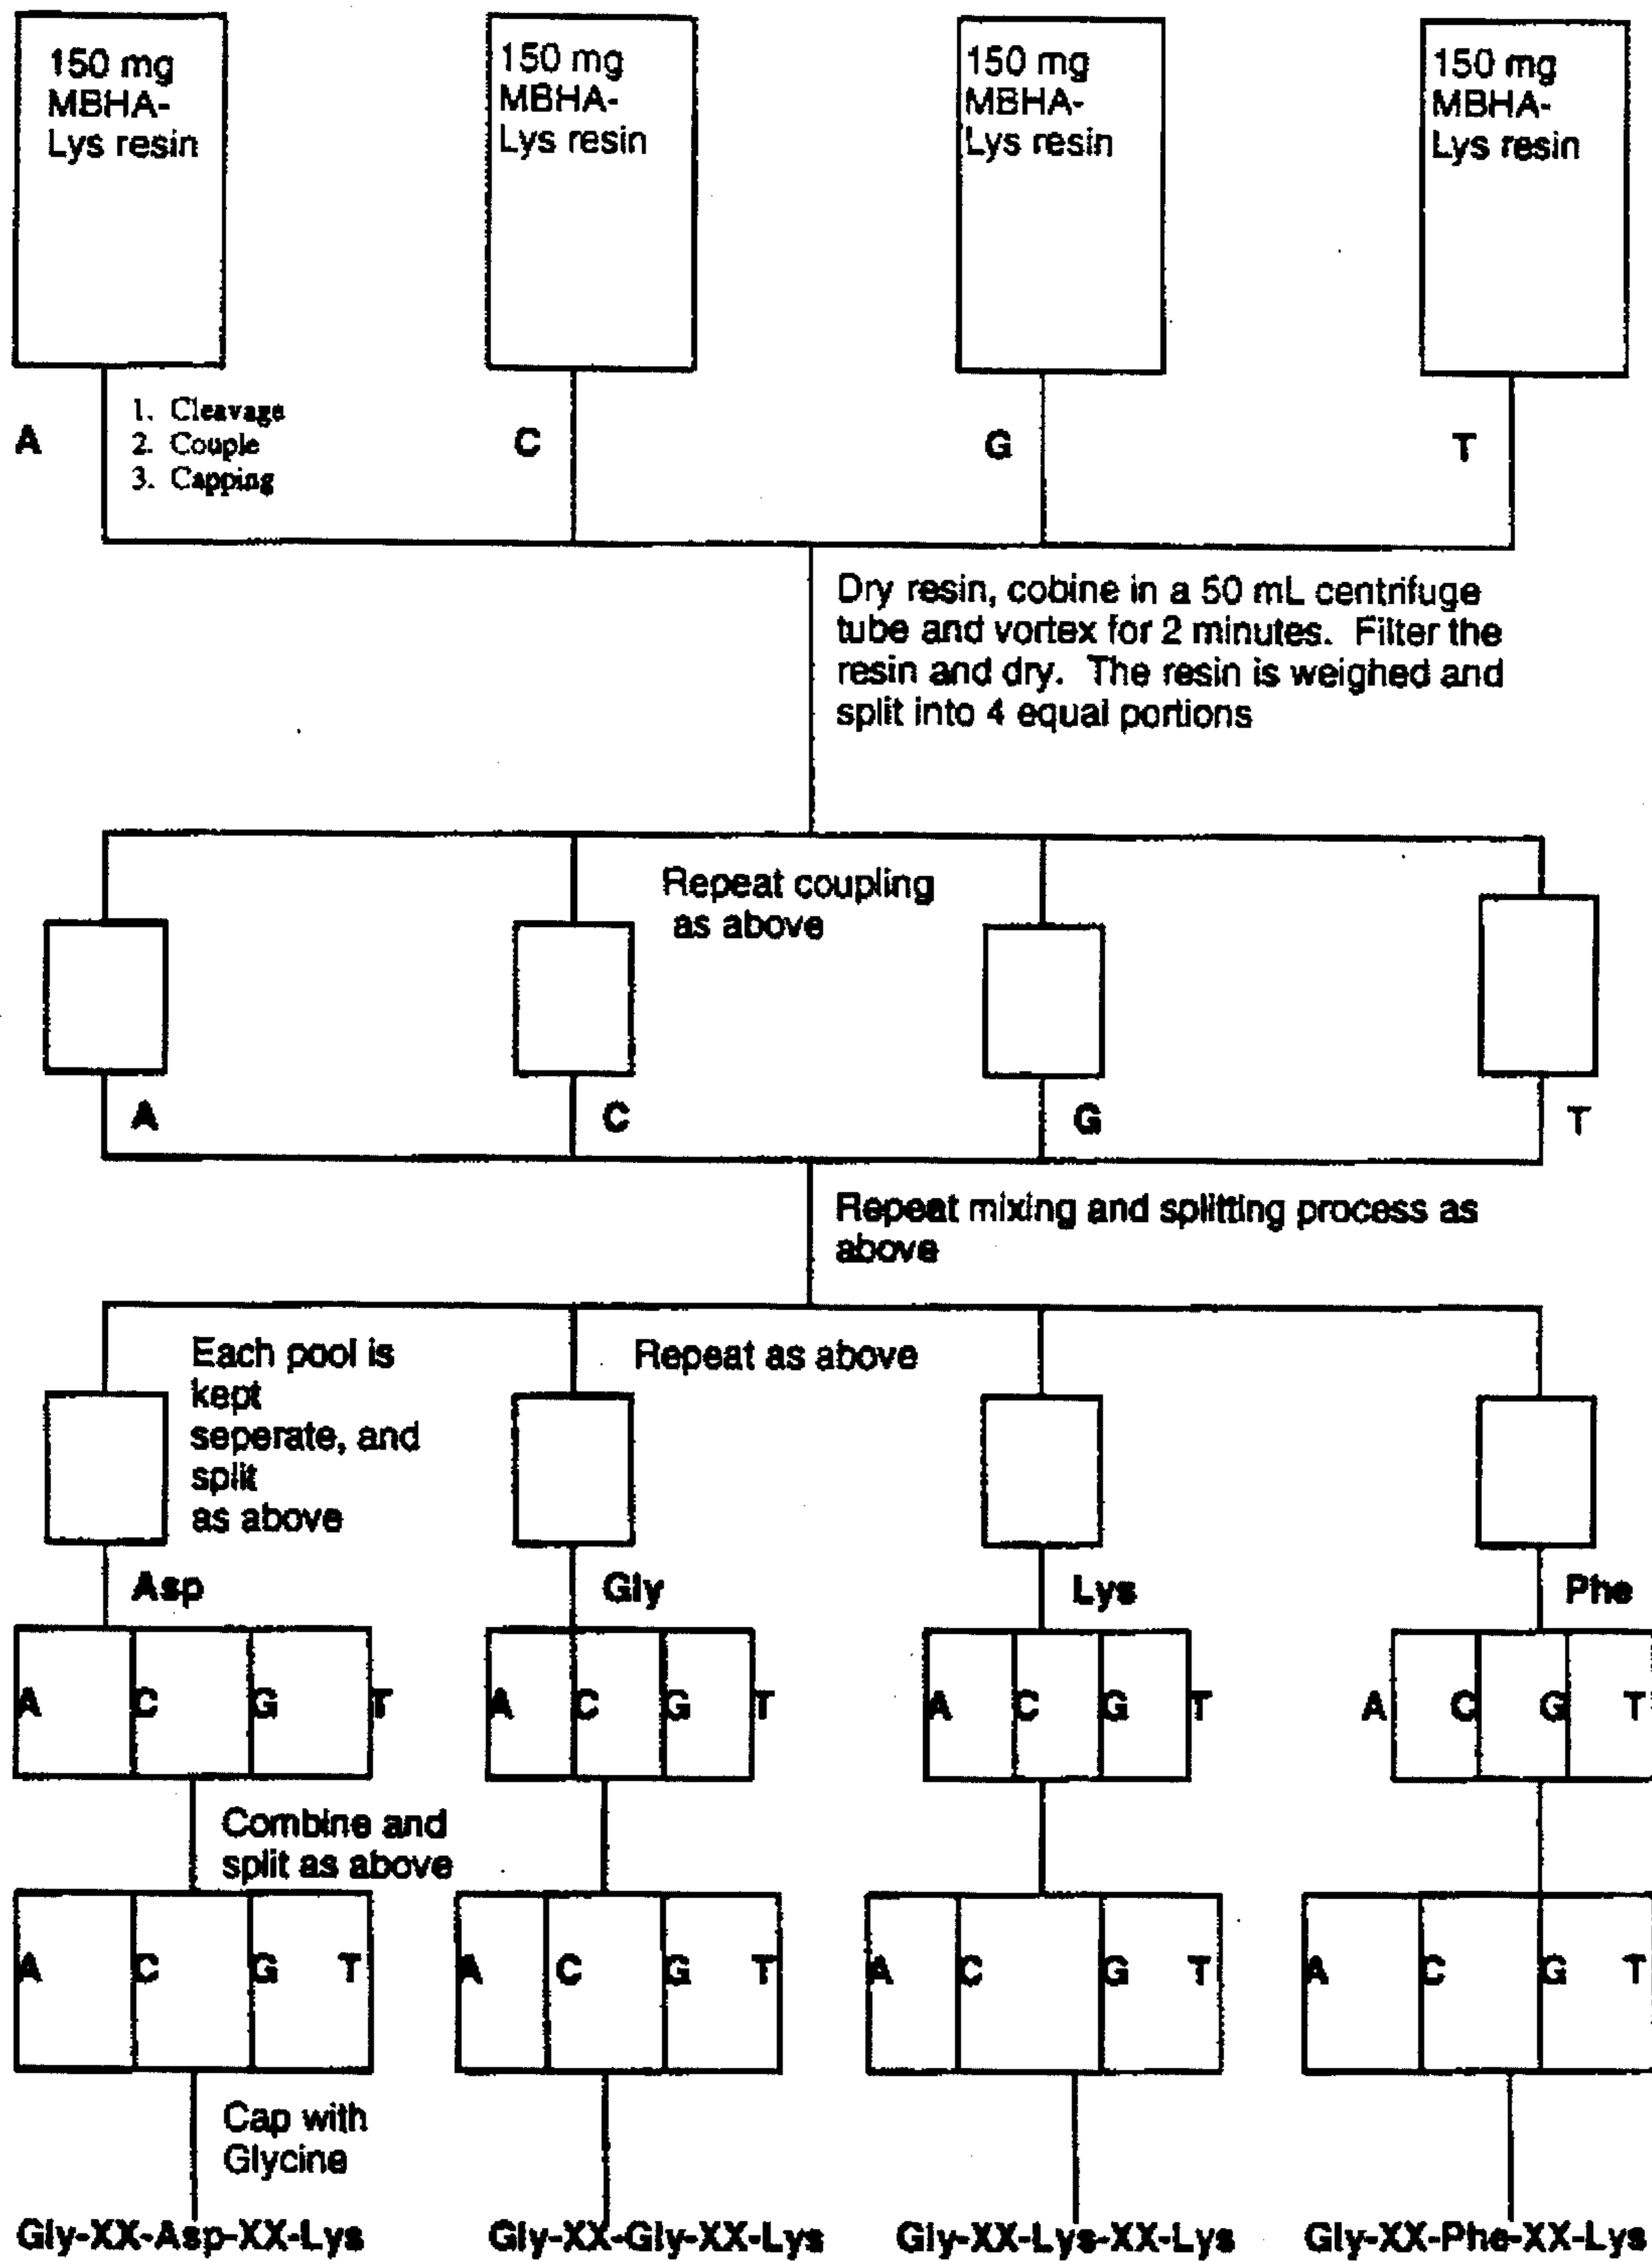 150 mg
MBHA-
Lys resin
150 mg
MBHA-
Lys resin
150 mg
MBHA-
Lys resin
150 mg
MBHA-
Lys resin
A
1. Cleavage
2. Couple
3. Capping
C
G
T
Dry resin, cobine in a 50 mL centrifuge
tube and vortex for 2 minutes. Filter the
resin and dry. The resin is weighed and
split into 4 equal portions
Repeat coupling
as above
A
C
G
T
Repeat mixing and splitting process as
above
Each pool is
kept
seperate, and
split
as above
Repeat as above
Asp
Gly
Lys
Phe
A C G T
A C G T
A C G T
A C G T
Combine and
split as above
A C G T
A C G T
A C G T
A C G T
Cap with
Glycine
Gly-XX-Asp-XX-Lys
Gly-XX-Gly-XX-Lys
Gly-XX-Lys-XX-Lys
Gly-XX-Phe-XX-Lys